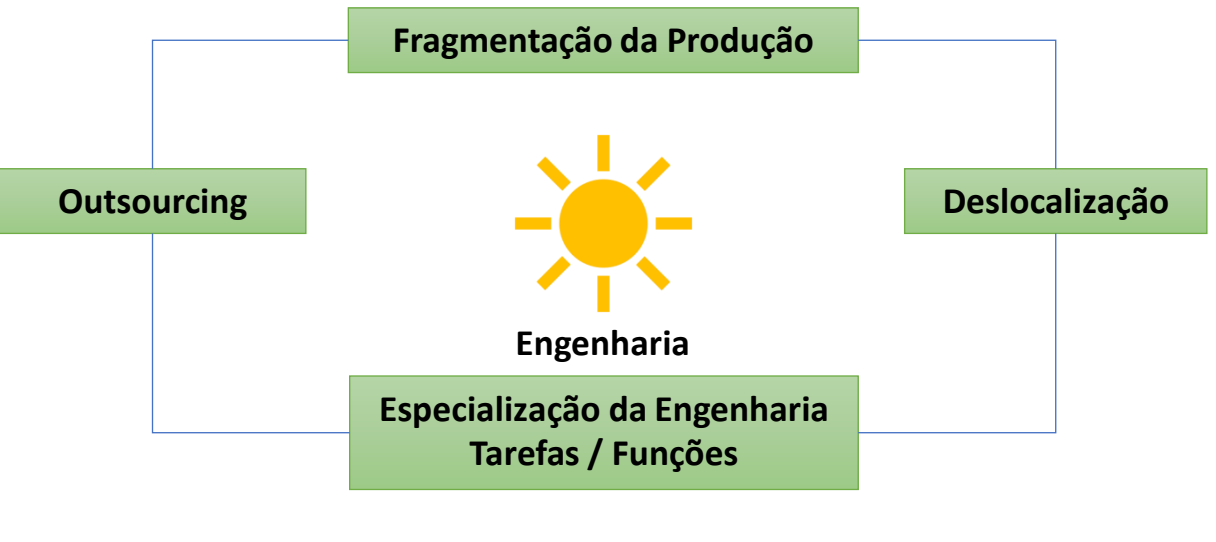 Fragmentação da Produção
Outsourcing
Deslocalização
Engenharia
Especialização da Engenharia
Tarefas / Funções